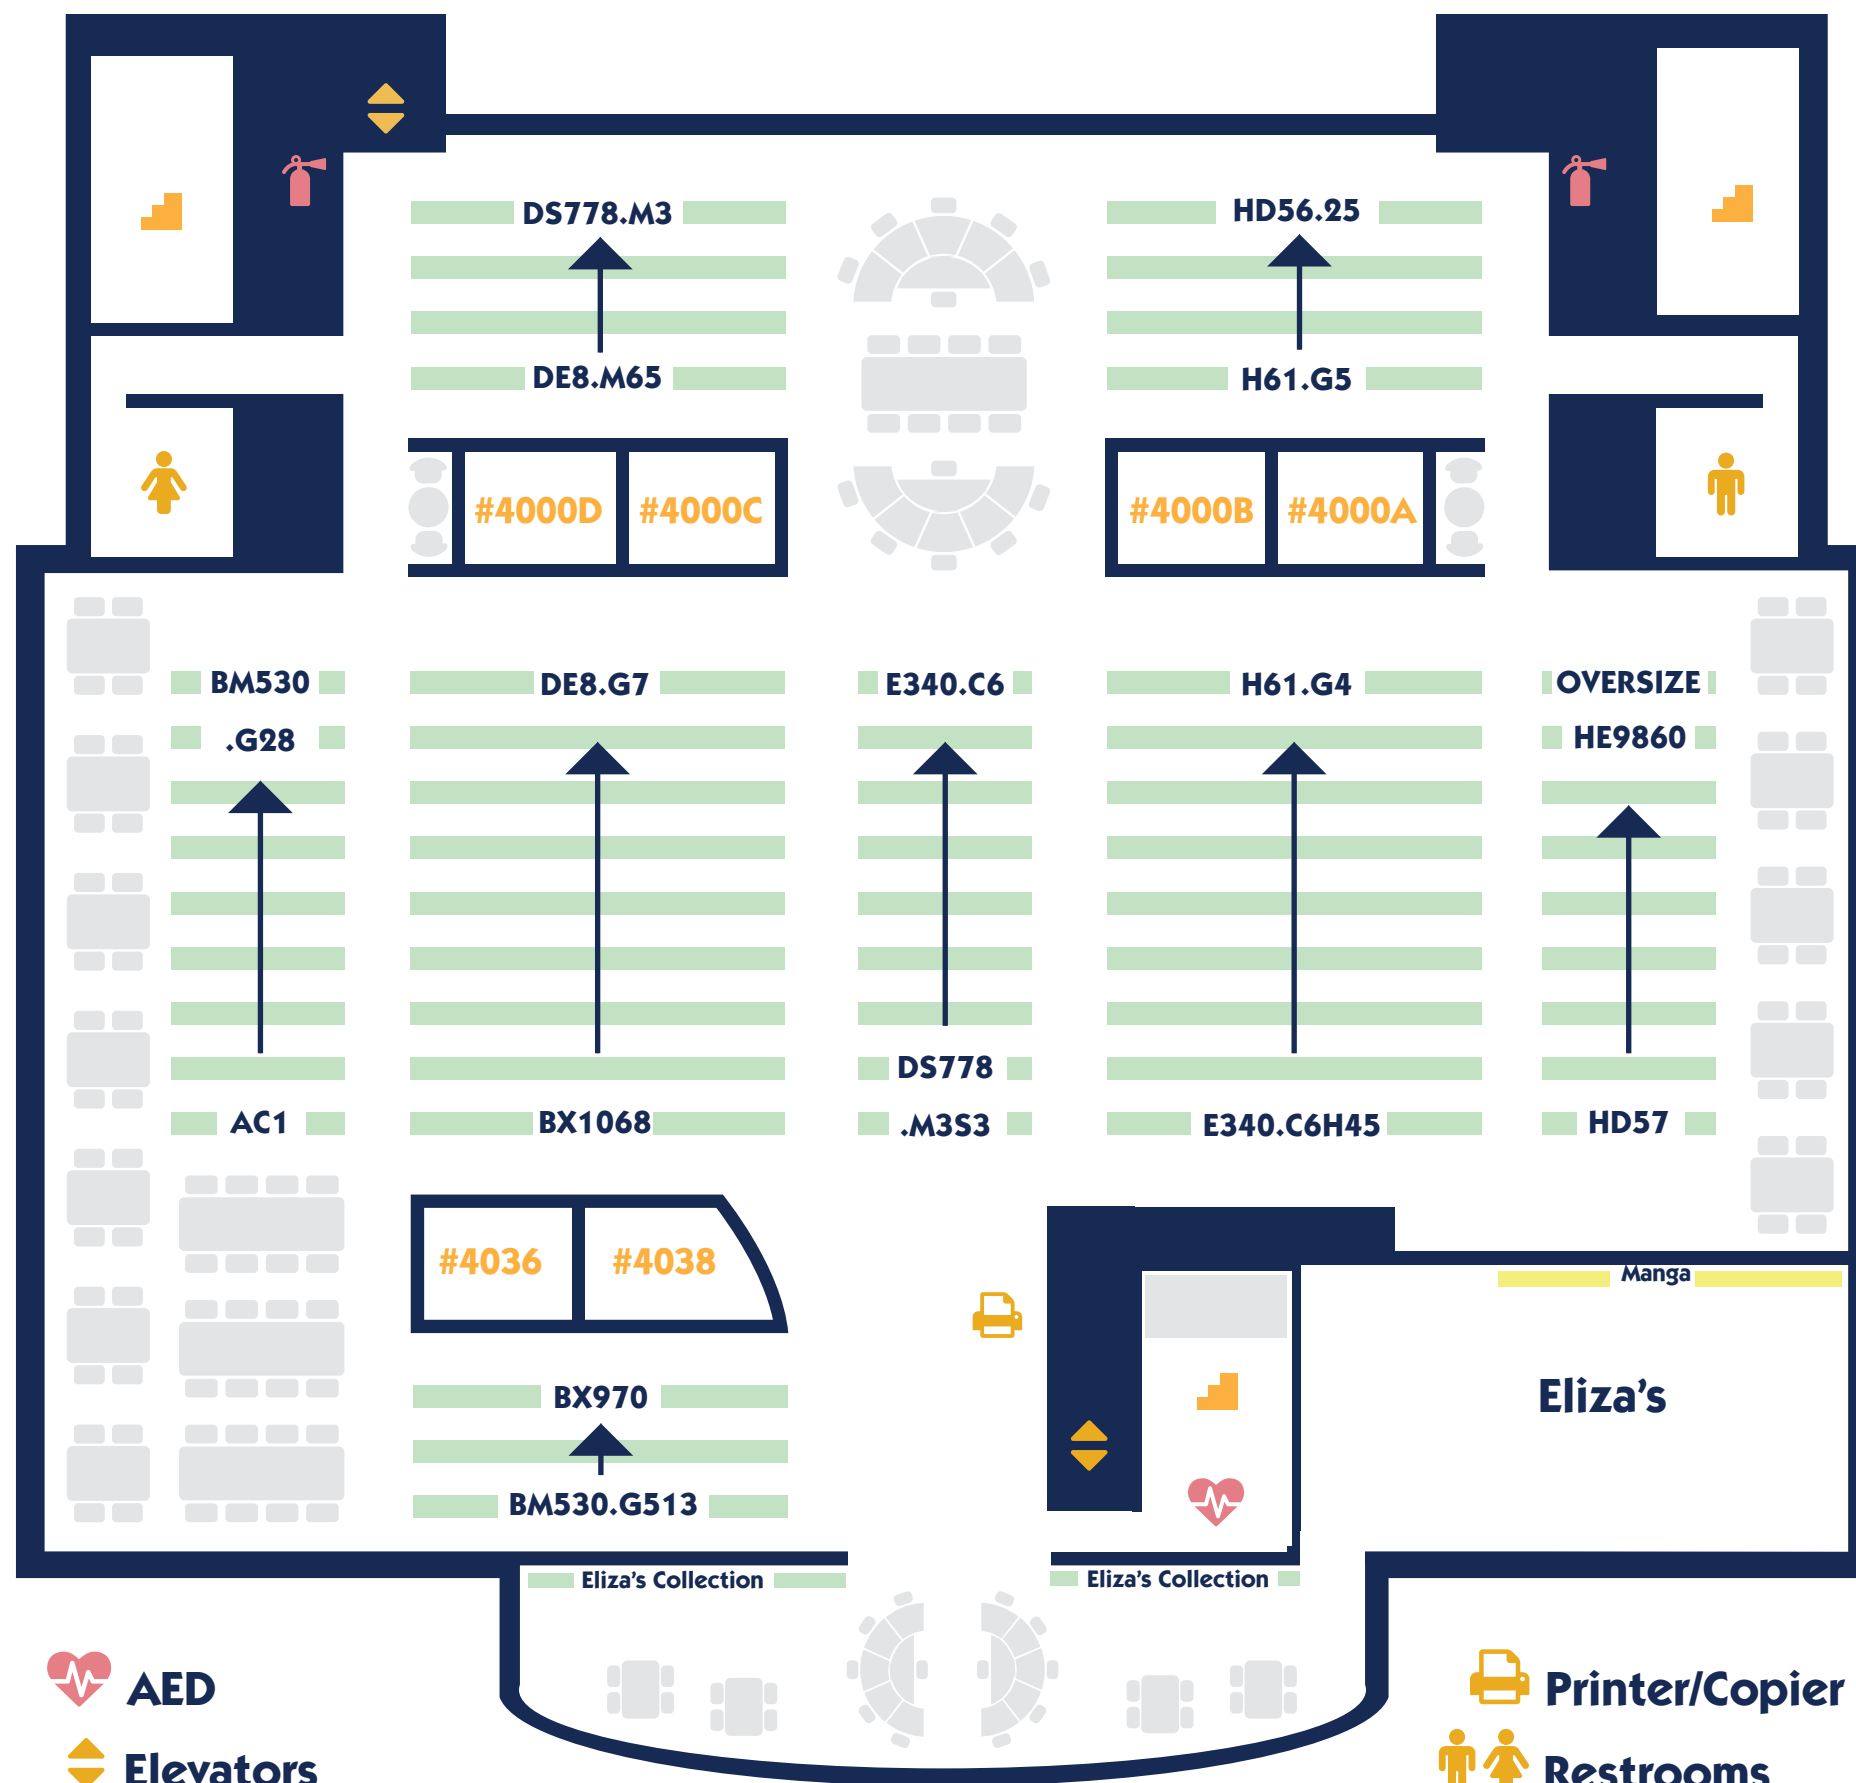 DS778.M3
HD56.25
DE8.M65
H61.G5
#4000D
#4000C
#4000B
#4000A
BM530
.G28
DE8.G7
E340.C6
H61.G4
OVERSIZE
HE9860
AC1
BX1068
DS778
.M3S3
E340.C6H45
HD57
#4036
#4038
Manga
Eliza's
BX970
BM530.G513
Eliza's Collection
Eliza's Collection
AED
Printer/Copier
Elevators
Restrooms